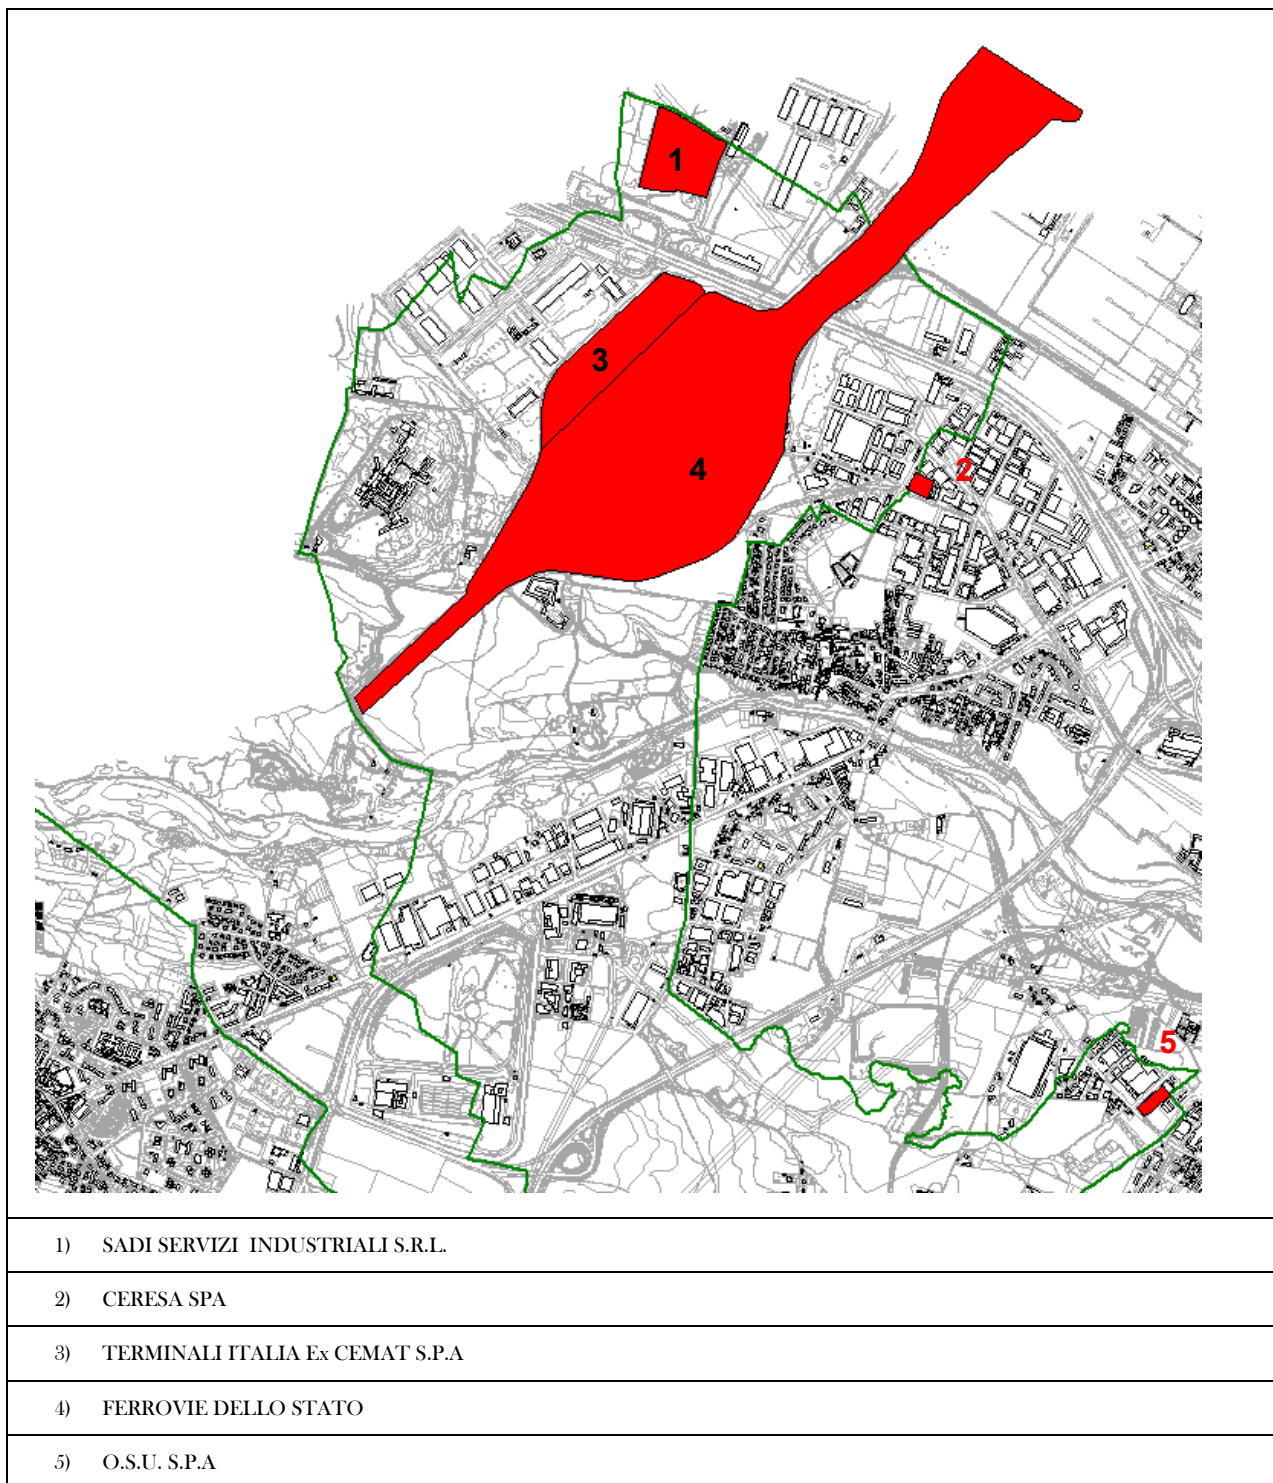 1
3
4
2
5
1) SADI SERVIZI INDUSTRIALI S.R.L.
2) CERESA SPA
3) TERMINALI ITALIA Ex CEMAT S.P.A
4) FERROVIE DELLO STATO
5) O.S.U. S.P.A